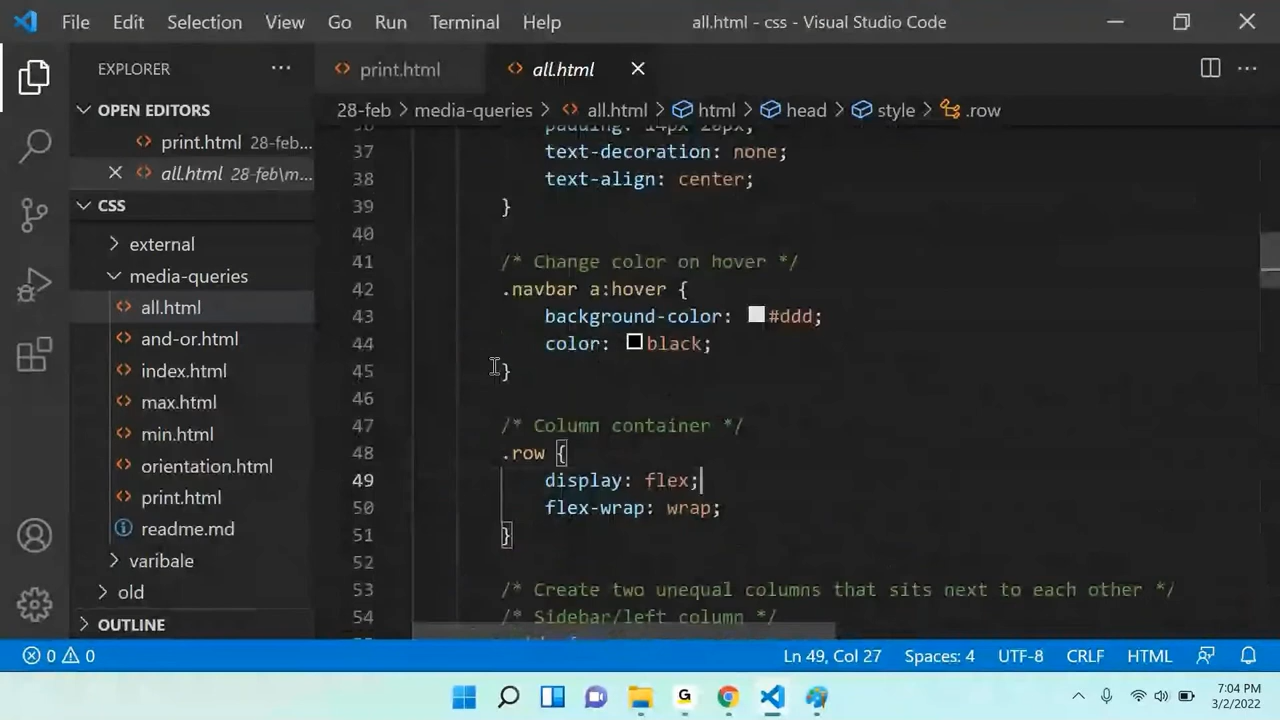 File Edit Selection View Go Run Terminal Help all.html - css - Visual Studio Code
EXPLORER
OPEN EDITORS
print.html 28-feb...
all.html 28-feb\m...
CSS
external
media-queries
all.html
and-or.html
index.html
max.html
min.html
orientation.html
print.html
readme.md
varibale
old
OUTLINE
print.html all.html
28-feb > media-queries > all.html > html > head > style > .row
36 padding: 14px 20px;
37 text-decoration: none;
38 text-align: center;
39 }
40
41 /* Change color on hover */
42 .navbar a:hover {
43 background-color: #ddd;
44 color: black;
45 }
46
47 /* Column container */
48 .row {
49 display: flex;
50 flex-wrap: wrap;
51 }
52
53 /* Create two unequal columns that sits next to each other */
54 /* Sidebar/left column */
0 0 Ln 49, Col 27 Spaces: 4 UTF-8 CRLF HTML
G
7:04 PM
3/2/2022